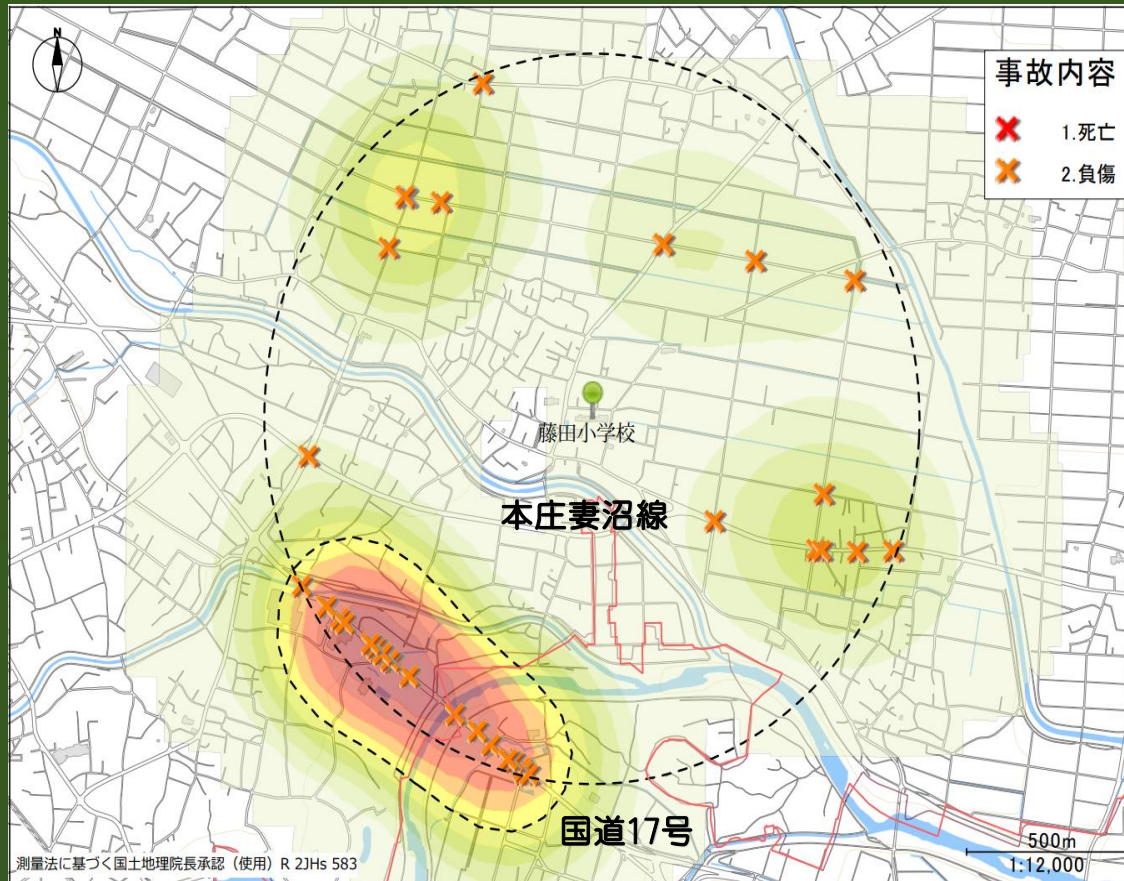 N
事故内容
1.死亡
2.負傷
藤田小学校
本庄妻沼線
国道17号
500m
1:12,000
測量法に基づく国土地理院長承認（使用）R 2JHs 583